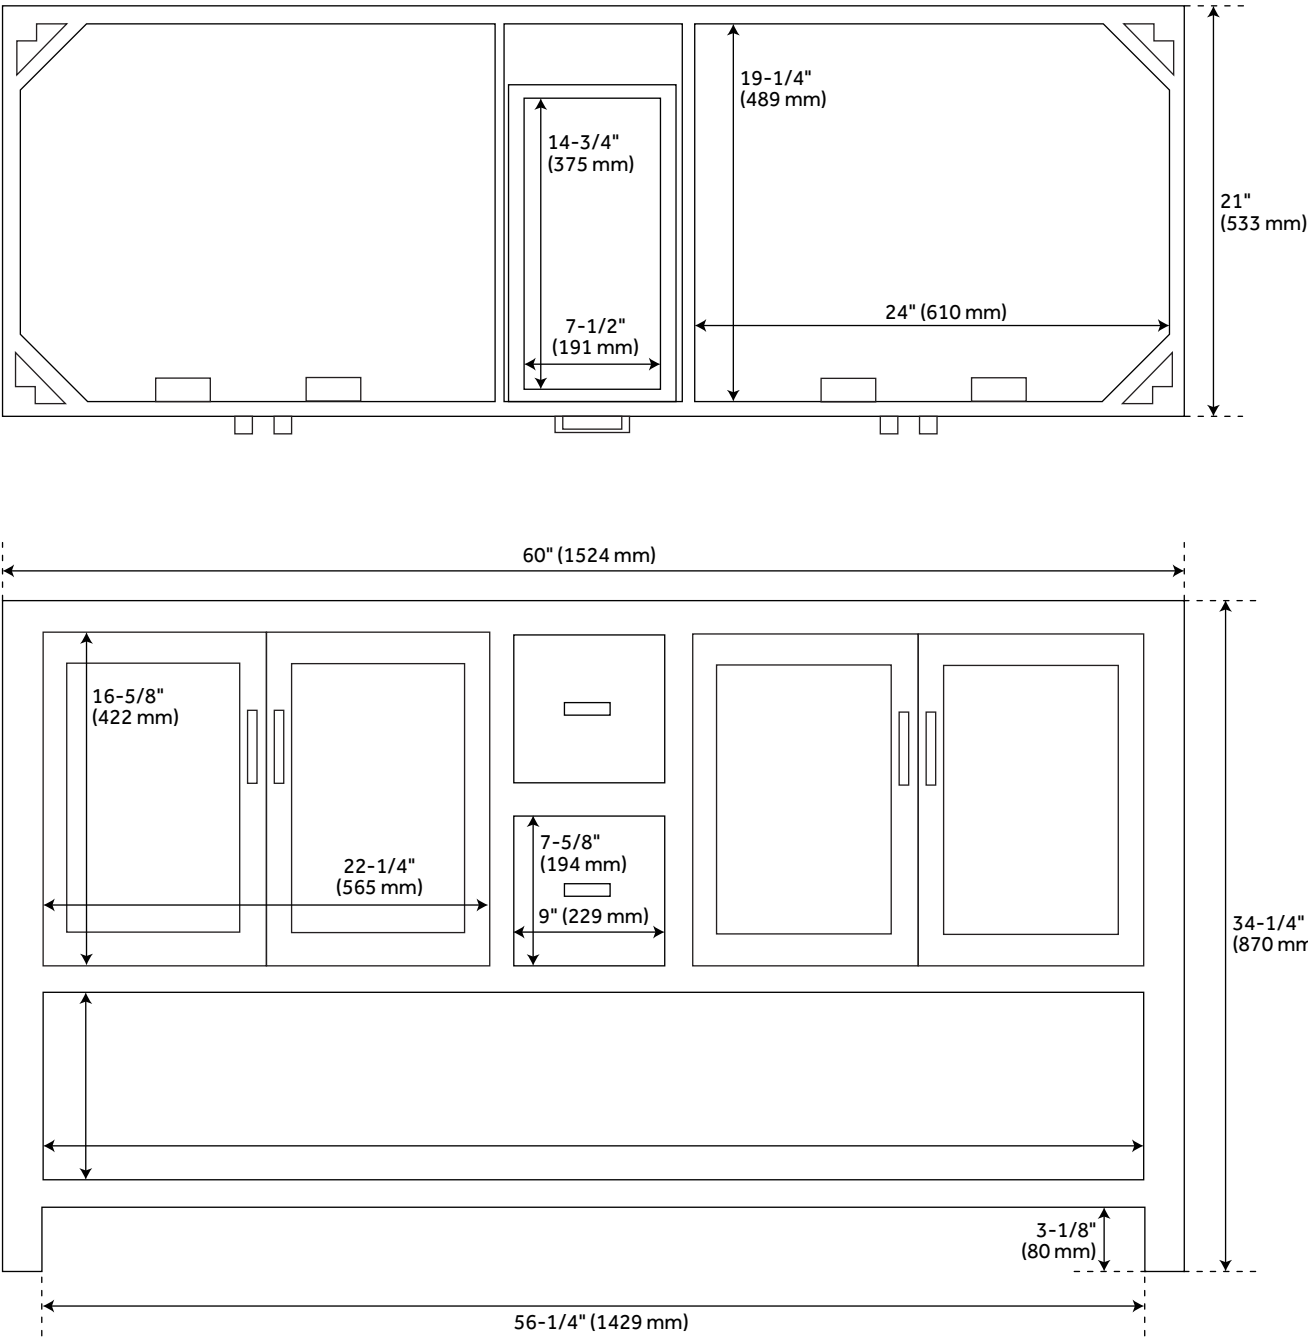 19-1/4"
(489 mm)
14-3/4"
(375 mm)
21"
(533 mm)
24" (610 mm)
7-1/2"
(191 mm)
60" (1524 mm)
16-5/8"
(422 mm)
7-5/8"
(194 mm)
22-1/4"
(565 mm)
9" (229 mm)
34-1/4"
(870 mm
3-1/8"
(80 mm)
56-1/4" (1429 mm)